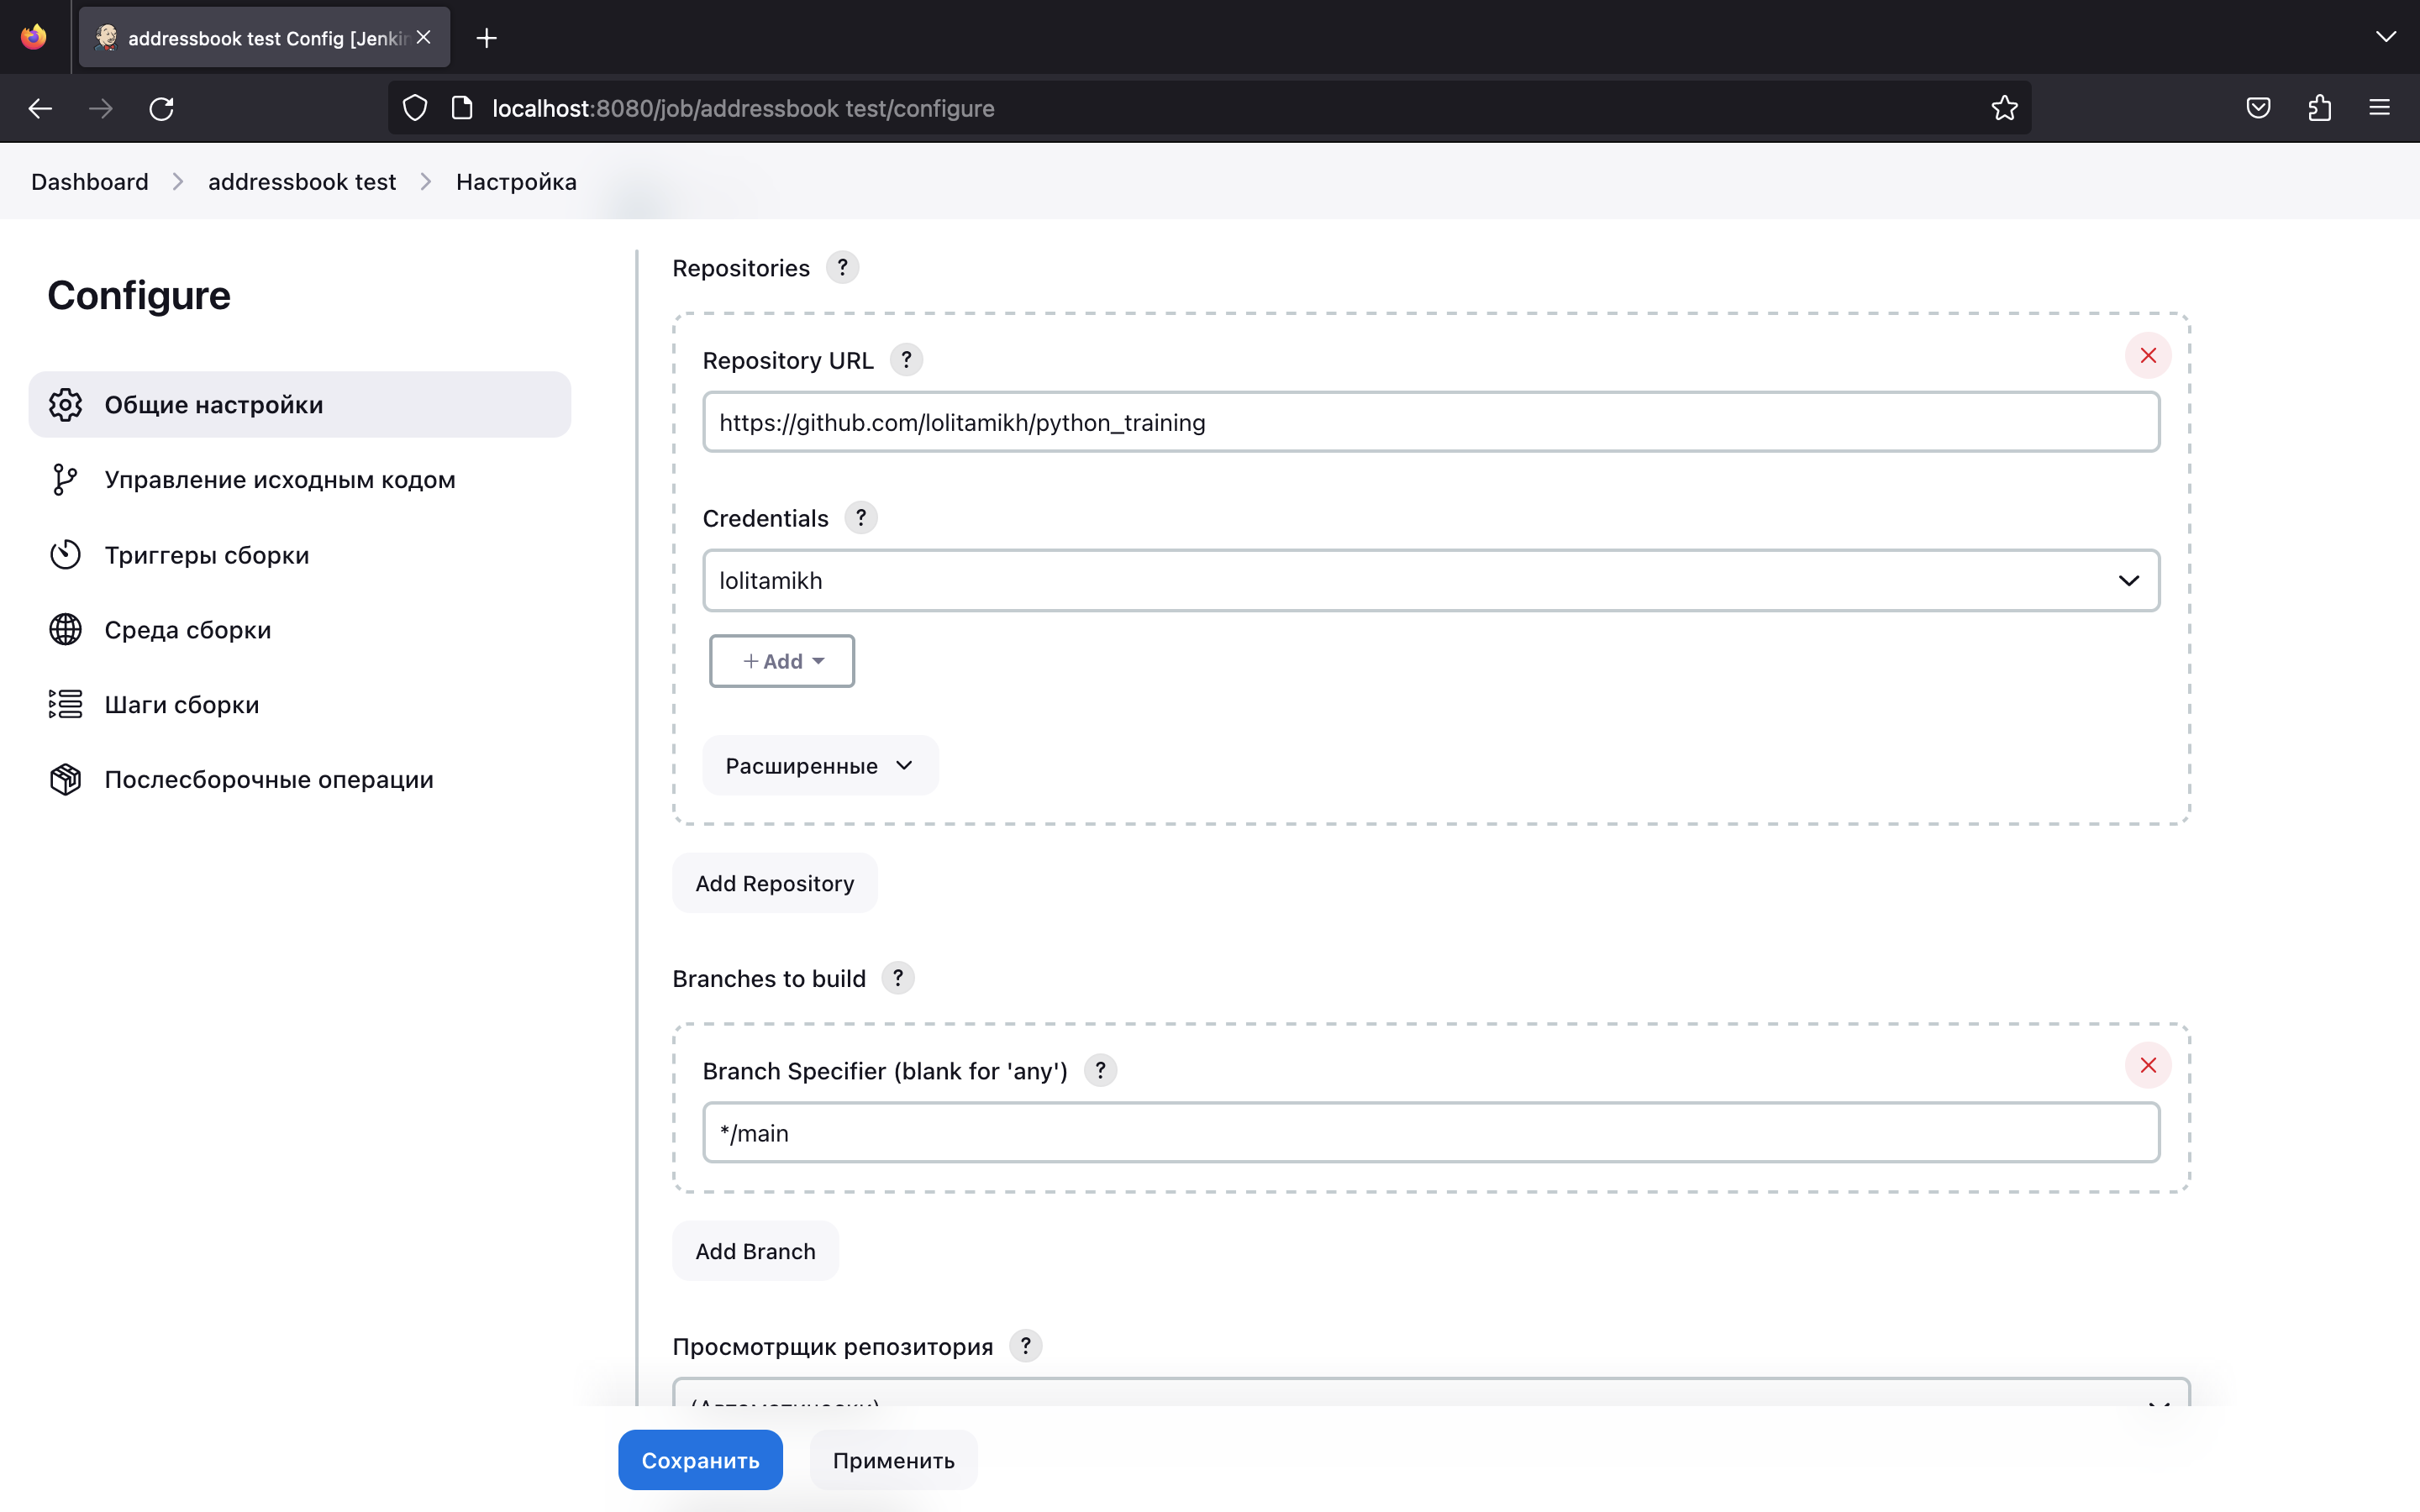 addressbook test Config [Jenkin
localhost:8080/job/addressbook test/configure
Dashboard
addressbook test
Настройка
Configure
Общие настройки
Управление исходным кодом
Триггеры сборки
Среда сборки
Шаги сборки
Послесборочные операции
Repositories ?
Repository URL ?
https://github.com/lolitamikh/python_training
Credentials ?
lolitamikh
+ Add
Расширенные
Add Repository
Branches to build ?
Branch Specifier (blank for 'any') ?
*/main
Add Branch
Просмотрщик репозитория ?
(Автоматически)
Сохранить
Применить